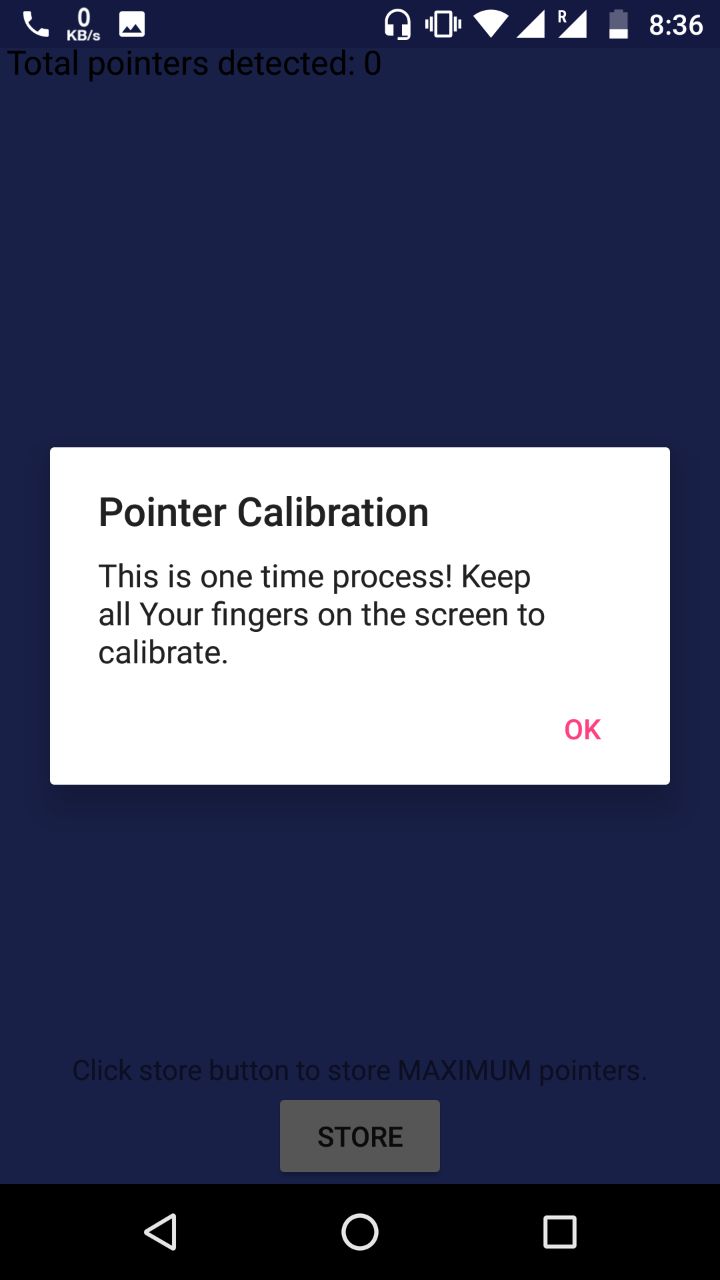 0
KB/s
R
8:36
Total pointers detected: 0
Pointer Calibration
This is one time process! Keep
all Your fingers on the screen to
calibrate.
OK
Click store button to store MAXIMUM pointers.
STORE